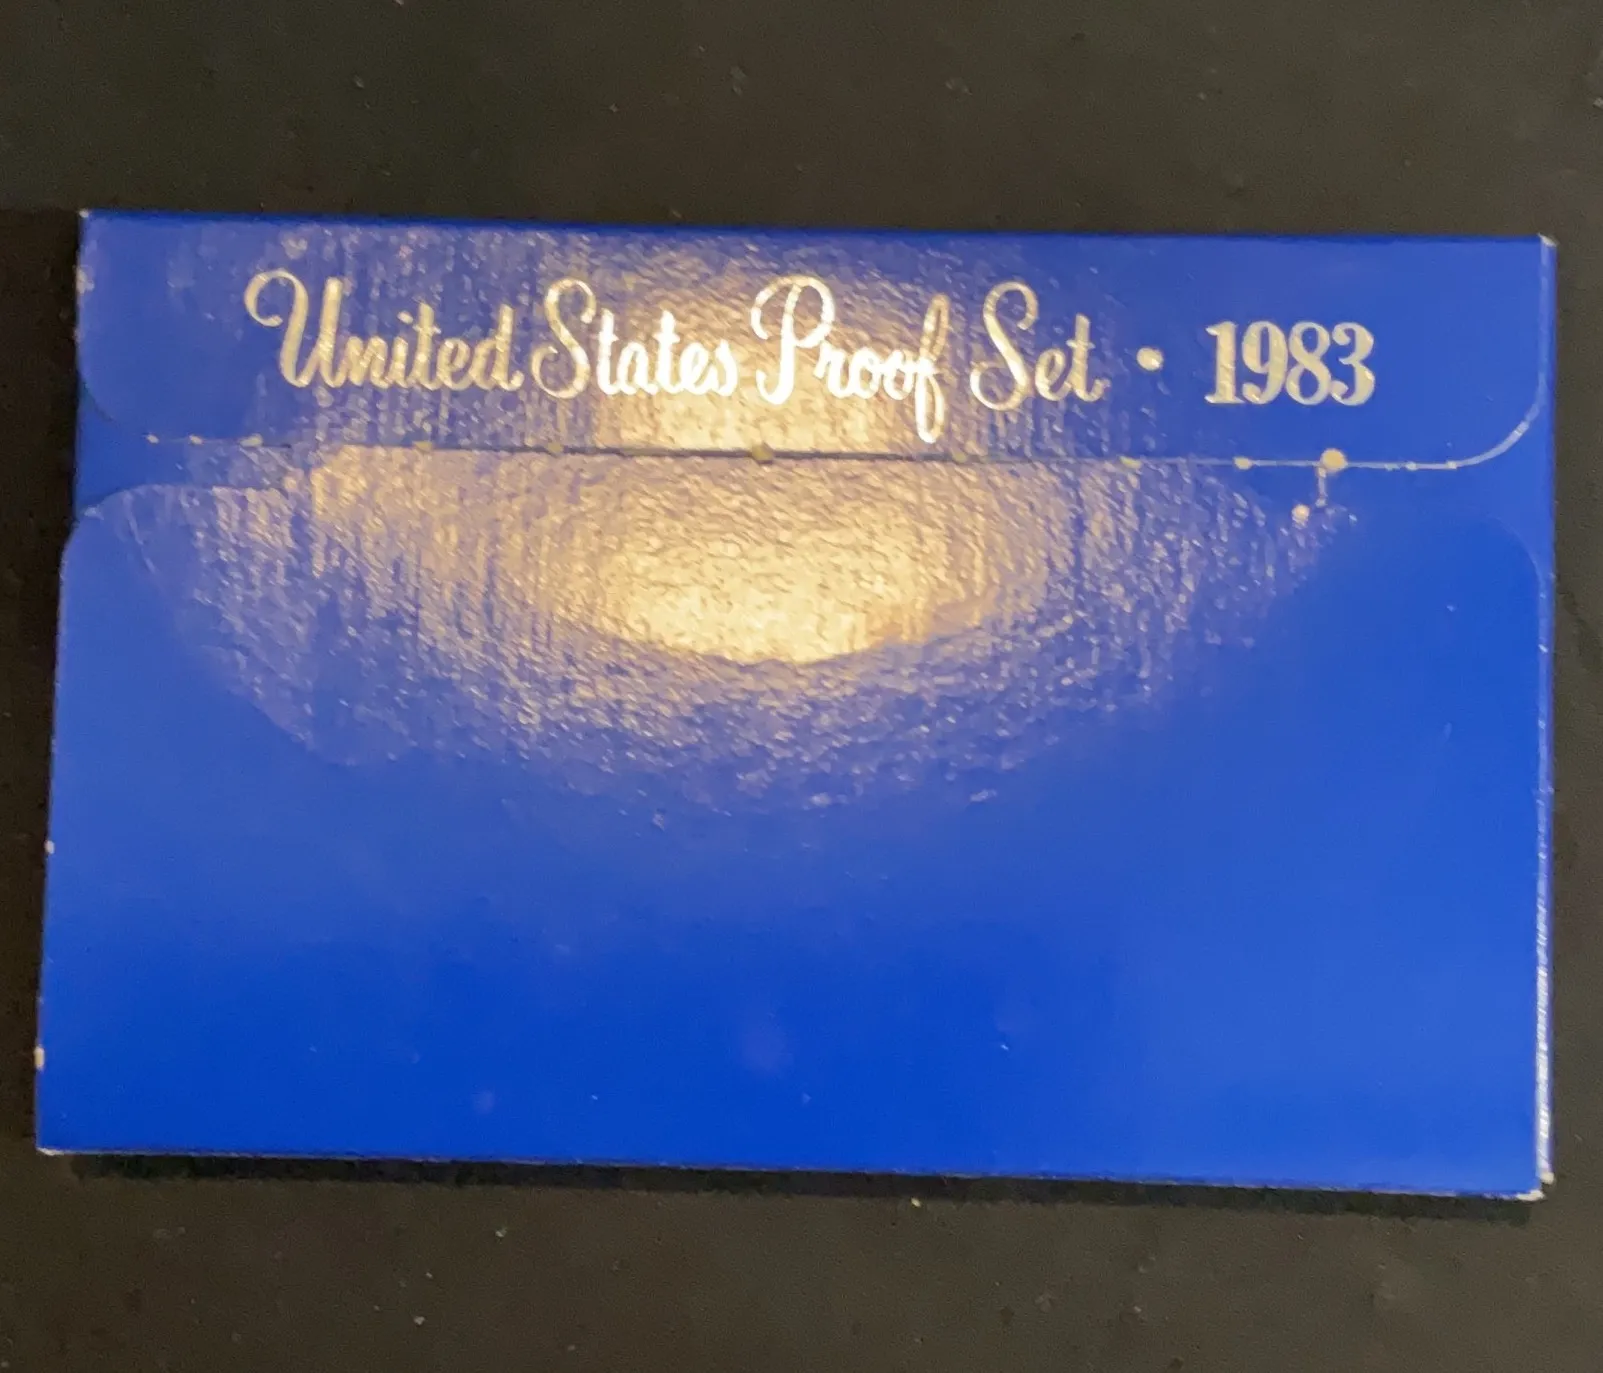 United States Proof Set • 1983